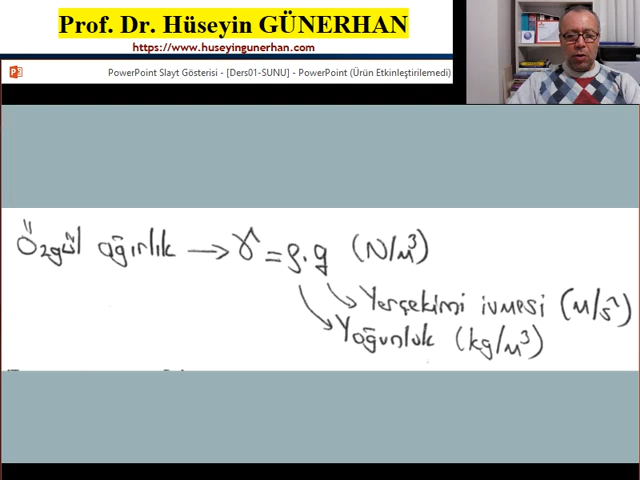 Prof. Dr. Hüseyin GÜNERHAN
https://www.huseyingunerhan.com
PowerPoint Slayt Gösterisi - [Ders01-SUNU] - PowerPoint (Ürün Etkinleştirilemedi)
Özgül ağırlık → γ = ρ.g (N/m³)
Yerçekimi ivmesi (m/s²)
Yoğunluk (kg/m³)